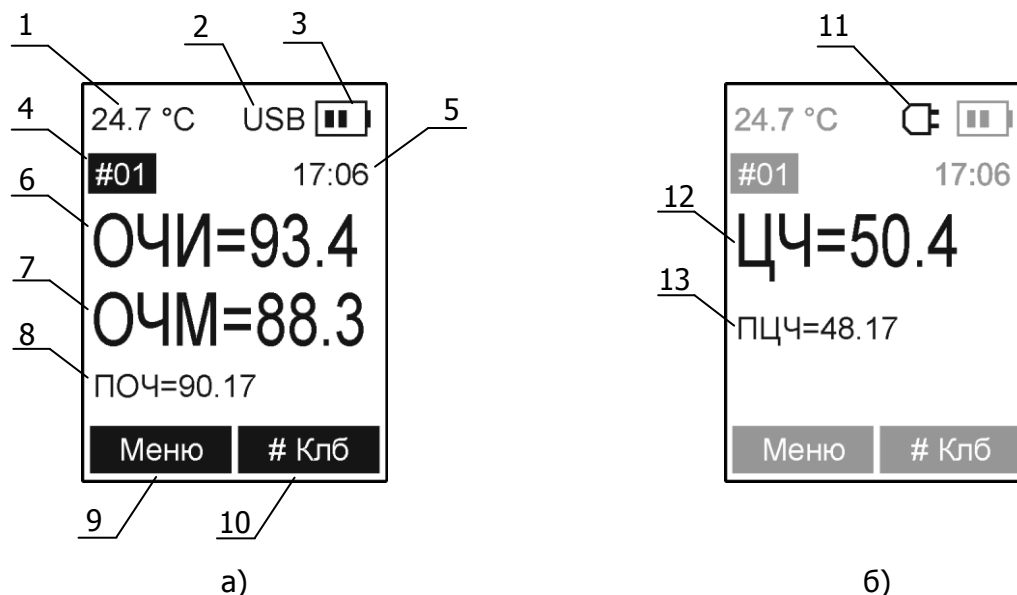 1
2
3
11
24.7 °C USB
24.7 °C
4
5
#01 17:06
#01 17:06
6
ОЧИ=93.4
12
ЦЧ=50.4
7
ОЧМ=88.3
13
ПЦЧ=48.17
8
ПОЧ=90.17
Меню # Клб
Меню # Клб
9
10
а)
б)